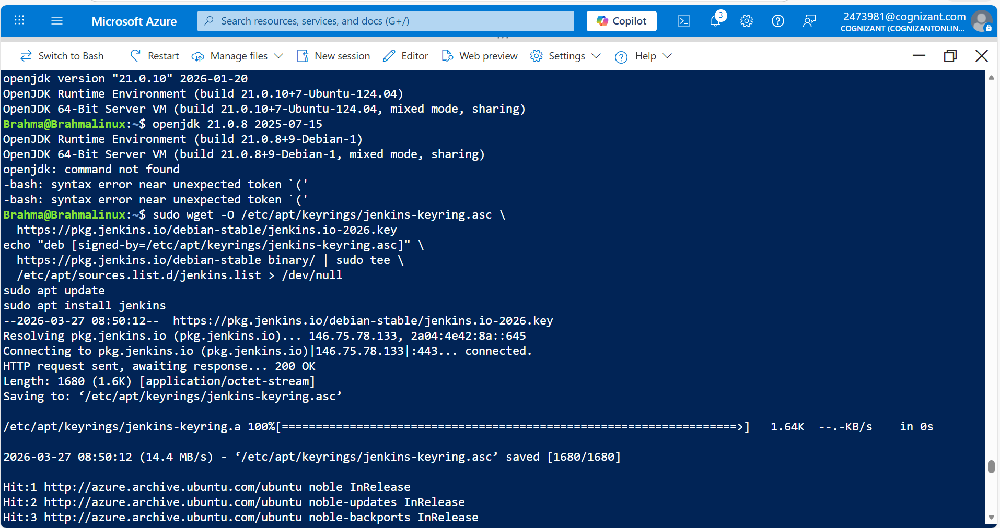 Microsoft Azure
Search resources, services, and docs (G+/)
Copilot
3
2473981@cognizant.com
COGNIZANT (COGNIZANTONLIN...
Switch to Bash
Restart
Manage files
New session
Editor
Web preview
Settings
Help
openjdk version "21.0.10" 2026-01-20
OpenJDK Runtime Environment (build 21.0.10+7-Ubuntu-124.04)
OpenJDK 64-Bit Server VM (build 21.0.10+7-Ubuntu-124.04, mixed mode, sharing)
Brahma@Brahmalinux:~$ openjdk 21.0.8 2025-07-15
OpenJDK Runtime Environment (build 21.0.8+9-Debian-1)
OpenJDK 64-Bit Server VM (build 21.0.8+9-Debian-1, mixed mode, sharing)
openjdk: command not found
-bash: syntax error near unexpected token `('
-bash: syntax error near unexpected token `('
Brahma@Brahmalinux:~$ sudo wget -O /etc/apt/keyrings/jenkins-keyring.asc \
  https://pkg.jenkins.io/debian-stable/jenkins.io-2026.key
echo "deb [signed-by=/etc/apt/keyrings/jenkins-keyring.asc]" \
  https://pkg.jenkins.io/debian-stable binary/ | sudo tee \
  /etc/apt/sources.list.d/jenkins.list > /dev/null
sudo apt update
sudo apt install jenkins
--2026-03-27 08:50:12--  https://pkg.jenkins.io/debian-stable/jenkins.io-2026.key
Resolving pkg.jenkins.io (pkg.jenkins.io)... 146.75.78.133, 2a04:4e42:8a::645
Connecting to pkg.jenkins.io (pkg.jenkins.io)|146.75.78.133|:443... connected.
HTTP request sent, awaiting response... 200 OK
Length: 1680 (1.6K) [application/octet-stream]
Saving to: ‘/etc/apt/keyrings/jenkins-keyring.asc’
/etc/apt/keyrings/jenkins-keyring.a 100%[===================================================================>]   1.64K  --.-KB/s    in 0s
2026-03-27 08:50:12 (14.4 MB/s) - ‘/etc/apt/keyrings/jenkins-keyring.asc’ saved [1680/1680]
Hit:1 http://azure.archive.ubuntu.com/ubuntu noble InRelease
Hit:2 http://azure.archive.ubuntu.com/ubuntu noble-updates InRelease
Hit:3 http://azure.archive.ubuntu.com/ubuntu noble-backports InRelease